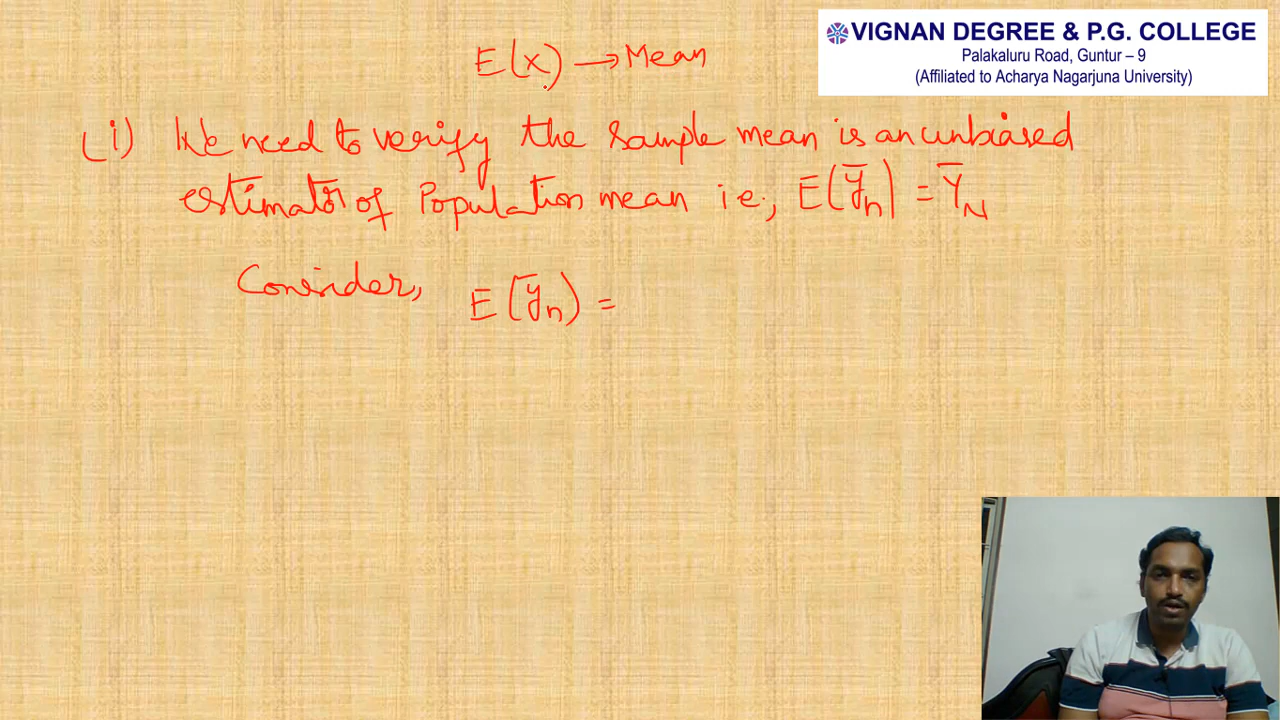 VIGNAN DEGREE & P.G. COLLEGE
Palakaluru Road, Guntur – 9
(Affiliated to Acharya Nagarjuna University)
E(x) → Mean
(i) We need to verify the sample mean is an unbiased
estimator of Population mean i.e., E(ȳₙ) = Ȳ_N
Consider, E(ȳₙ) =